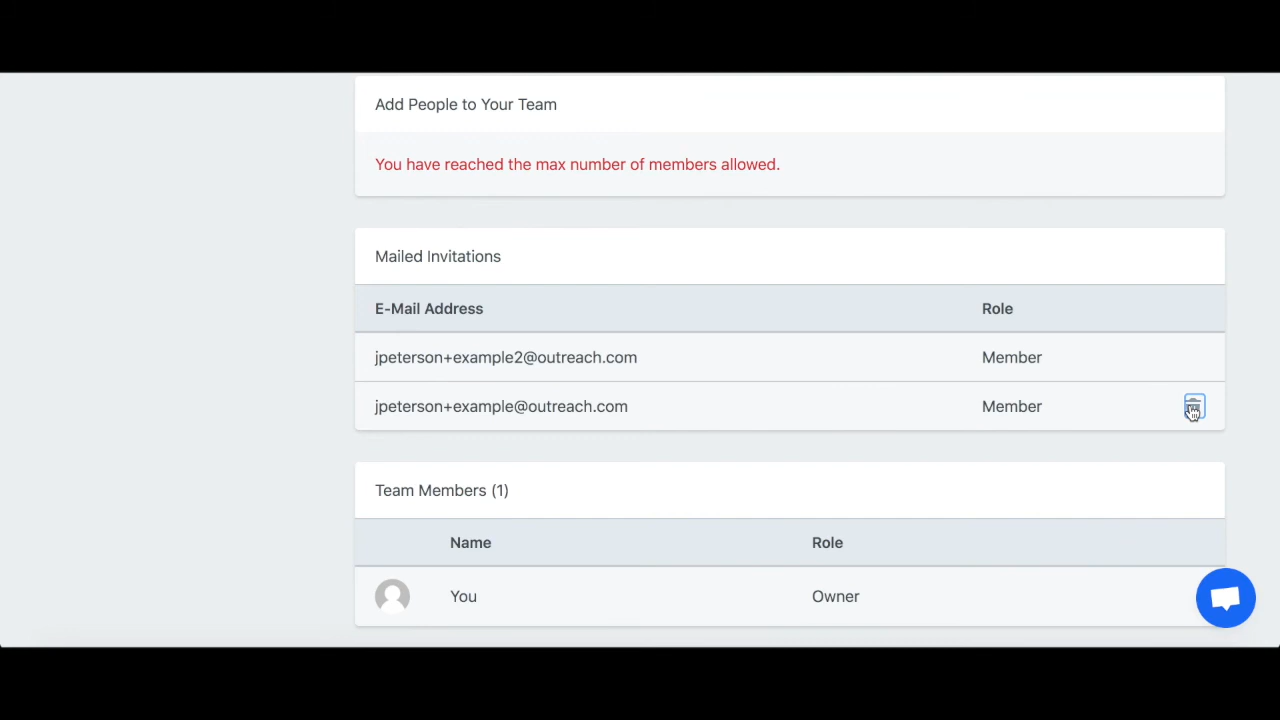 Add People to Your Team
You have reached the max number of members allowed.
Mailed Invitations
E-Mail Address Role
jpeterson+example2@outreach.com Member
jpeterson+example@outreach.com Member
Team Members (1)
Name Role
You Owner